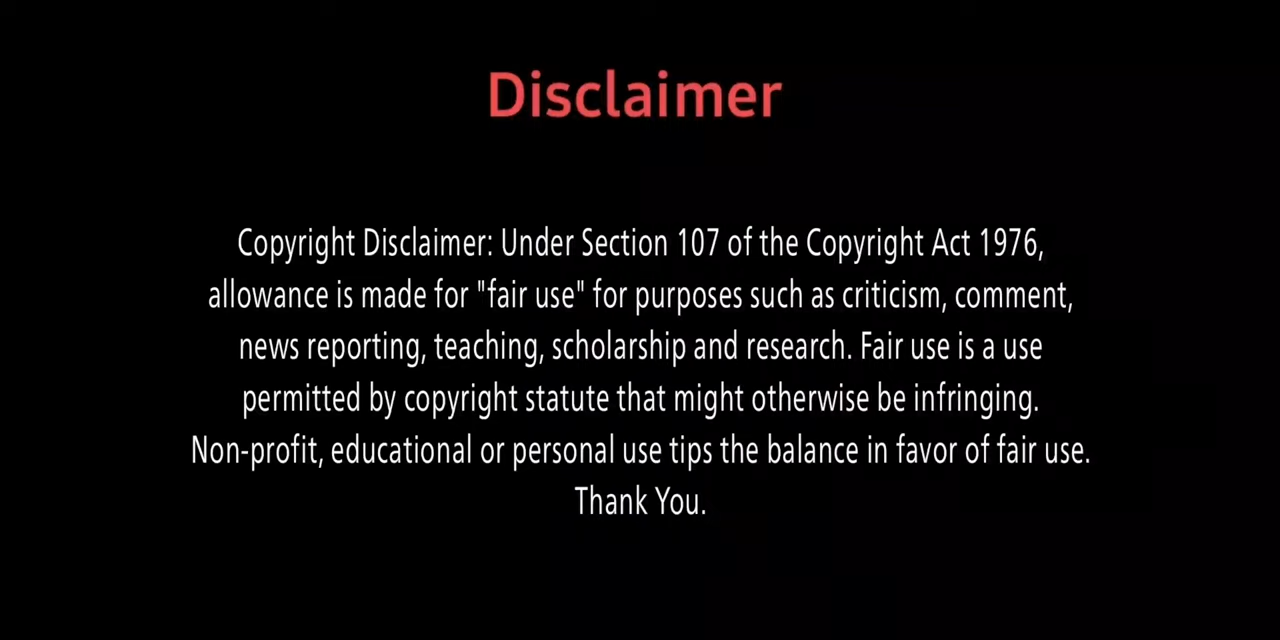 Disclaimer
Copyright Disclaimer: Under Section 107 of the Copyright Act 1976,
allowance is made for "fair use" for purposes such as criticism, comment,
news reporting, teaching, scholarship and research. Fair use is a use
permitted by copyright statute that might otherwise be infringing.
Non-profit, educational or personal use tips the balance in favor of fair use.
Thank You.